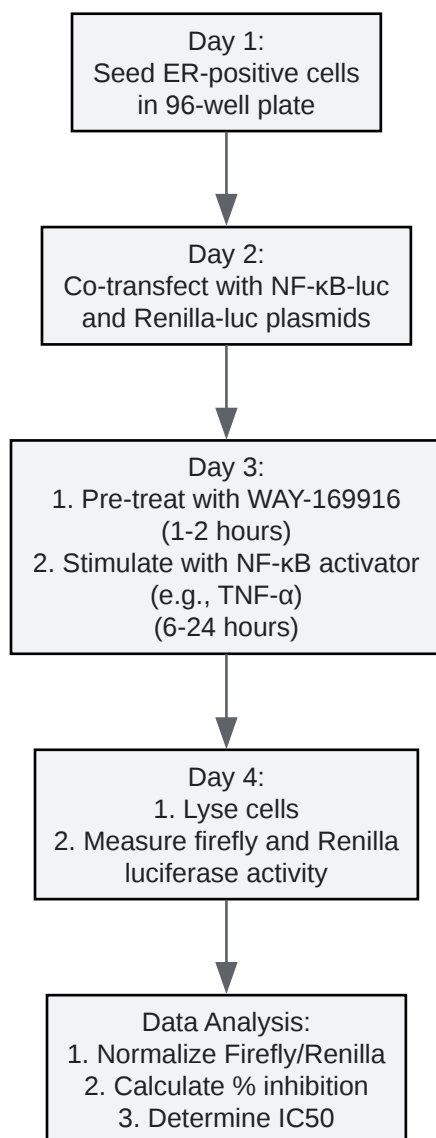 Day 1:
Seed ER-positive cells
in 96-well plate
Day 2:
Co-transfect with NF-κB-luc
and Renilla-luc plasmids
Day 3:
1. Pre-treat with WAY-169916
(1-2 hours)
2. Stimulate with NF-κB activator
(e.g., TNF-α)
(6-24 hours)
Day 4:
1. Lyse cells
2. Measure firefly and Renilla
luciferase activity
Data Analysis:
1. Normalize Firefly/Renilla
2. Calculate % inhibition
3. Determine IC50